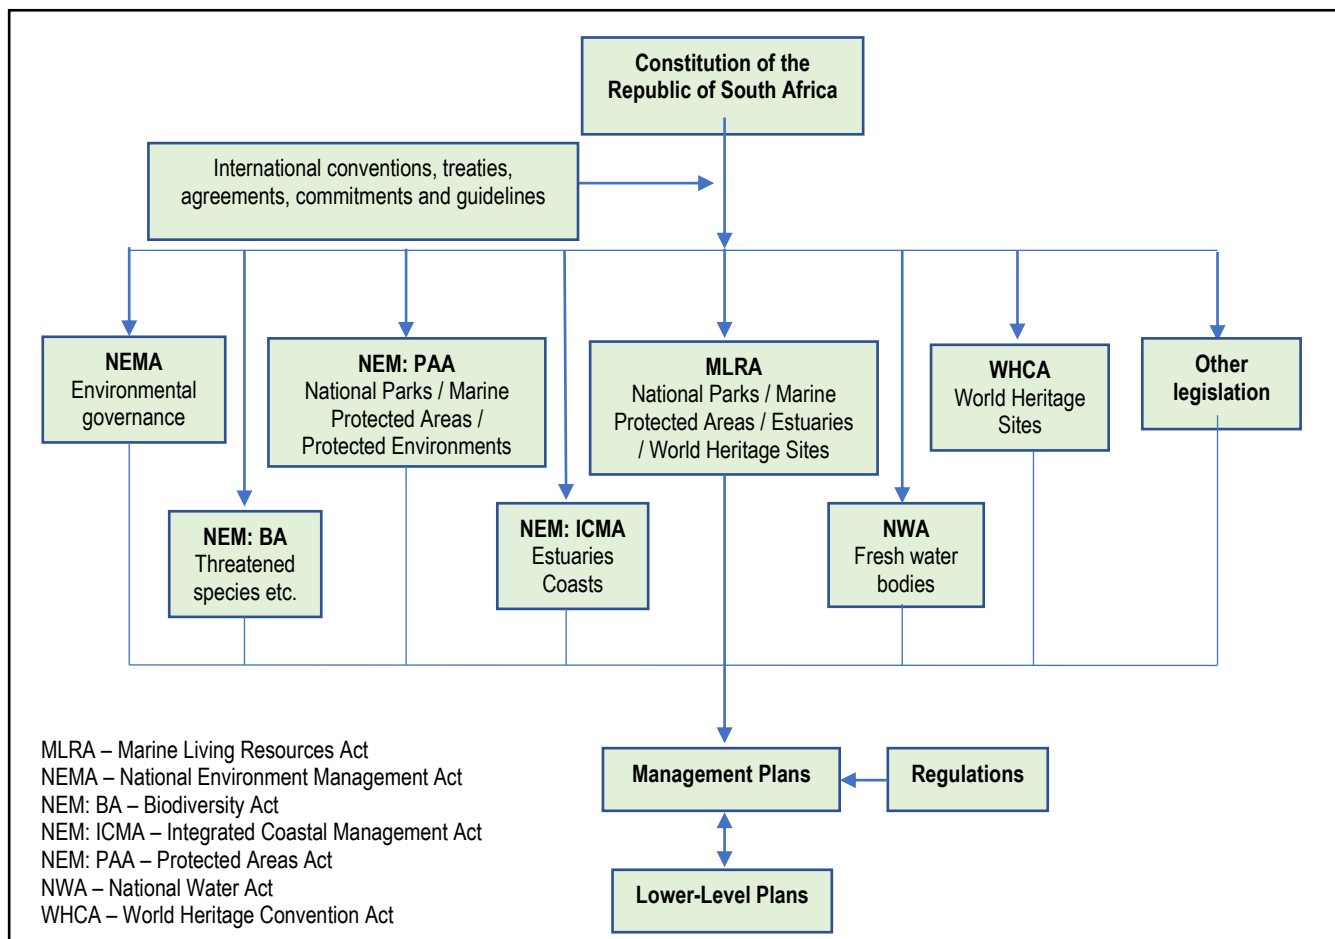 Constitution of the
Republic of South Africa
International conventions, treaties,
agreements, commitments and guidelines
NEMA
Environmental
governance
NEM: PAA
National Parks / Marine
Protected Areas /
Protected Environments
MLRA
National Parks / Marine
Protected Areas / Estuaries
/ World Heritage Sites
WHCA
World Heritage
Sites
Other
legislation
NEM: BA
Threatened
species etc.
NEM: ICMA
Estuaries
Coasts
NWA
Fresh water
bodies
MLRA – Marine Living Resources Act
NEMA – National Environment Management Act
NEM: BA – Biodiversity Act
NEM: ICMA – Integrated Coastal Management Act
NEM: PAA – Protected Areas Act
NWA – National Water Act
WHCA – World Heritage Convention Act
Management Plans
Regulations
Lower-Level Plans